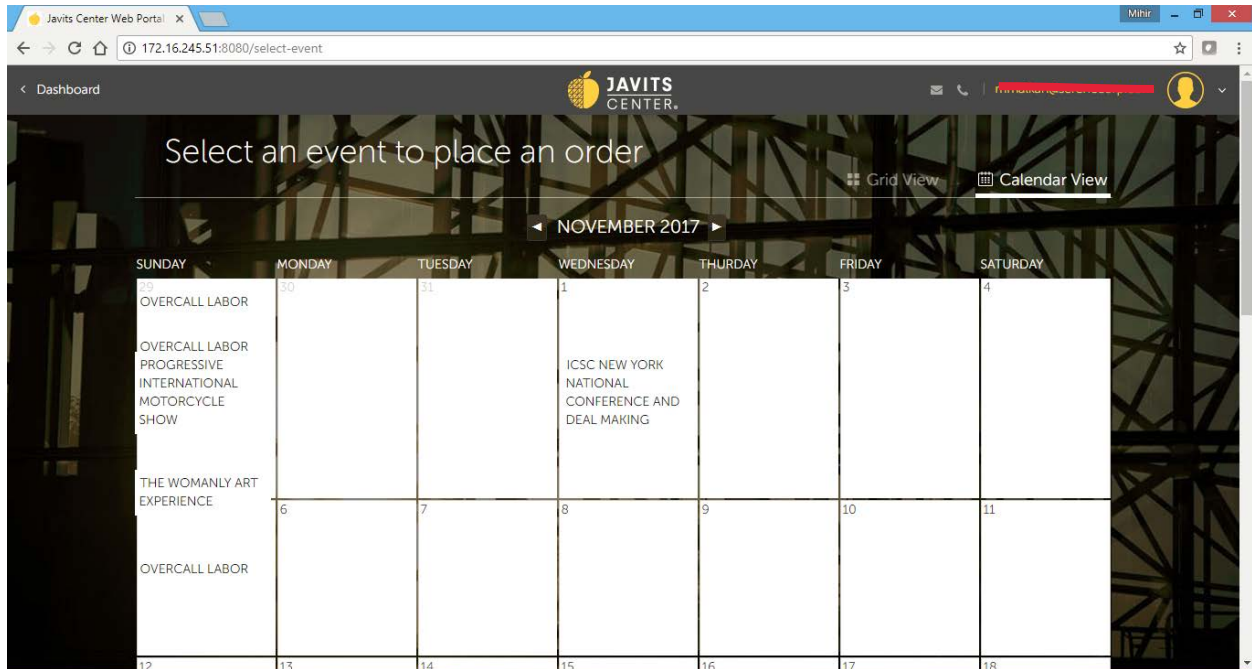 Javits Center Web Portal
Mihir
172.16.245.51:8080/select-event
Dashboard
JAVITS
CENTER.
Select an event to place an order
Grid View
Calendar View
NOVEMBER 2017
SUNDAY MONDAY TUESDAY WEDNESDAY THURDAY FRIDAY SATURDAY
29 30 31 1 2 3 4
OVERCALL LABOR
OVERCALL LABOR
PROGRESSIVE
INTERNATIONAL
MOTORCYCLE
SHOW
ICSC NEW YORK
NATIONAL
CONFERENCE AND
DEAL MAKING
THE WOMANLY ART
EXPERIENCE
6 7 8 9 10 11
OVERCALL LABOR
12 13 14 15 16 17 18